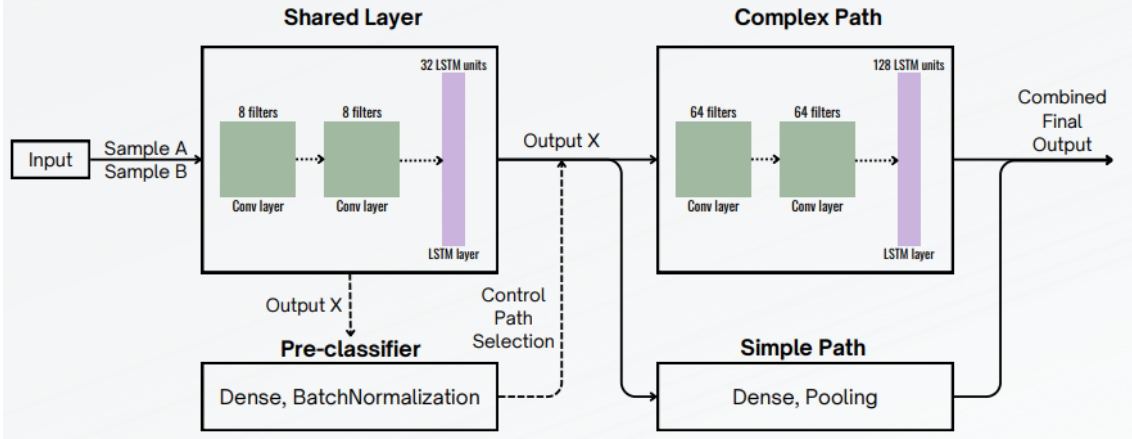 Shared Layer
Complex Path
32 LSTM units
128 LSTM units
8 filters
8 filters
64 filters
64 filters
Combined
Final
Output
Input
Sample A
Sample B
Output X
Conv layer
Conv layer
LSTM layer
Conv layer
Conv layer
LSTM layer
Output X
Control
Path
Selection
Pre-classifier
Simple Path
Dense, BatchNormalization
Dense, Pooling